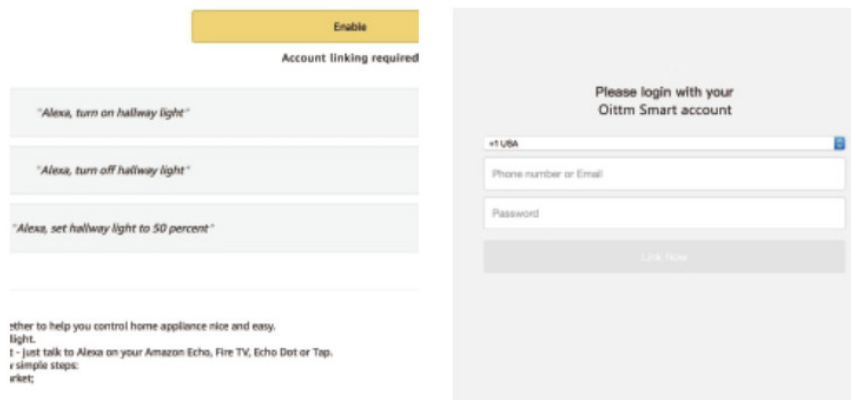 Enable
Account linking required
"Alexa, turn on hallway light"
"Alexa, turn off hallway light"
"Alexa, set hallway light to 50 percent"
ether to help you control home appliance nice and easy.
light.
t - just talk to Alexa on your Amazon Echo, Fire TV, Echo Dot or Tap.
simple steps:
arket;
Please login with your
Oittm Smart account
+1 USA
Phone number or Email
Password
Link Now